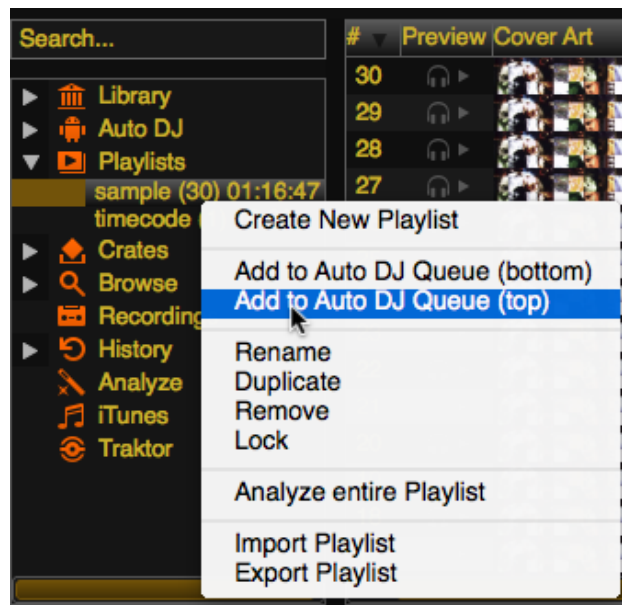 Search...
# Preview Cover Art
30
29
28
27
Library
Auto DJ
Playlists
sample (30) 01:16:47
timecode
Crates
Browse
Recording
History
Analyze
iTunes
Traktor
Create New Playlist
Add to Auto DJ Queue (bottom)
Add to Auto DJ Queue (top)
Rename
Duplicate
Remove
Lock
Analyze entire Playlist
Import Playlist
Export Playlist